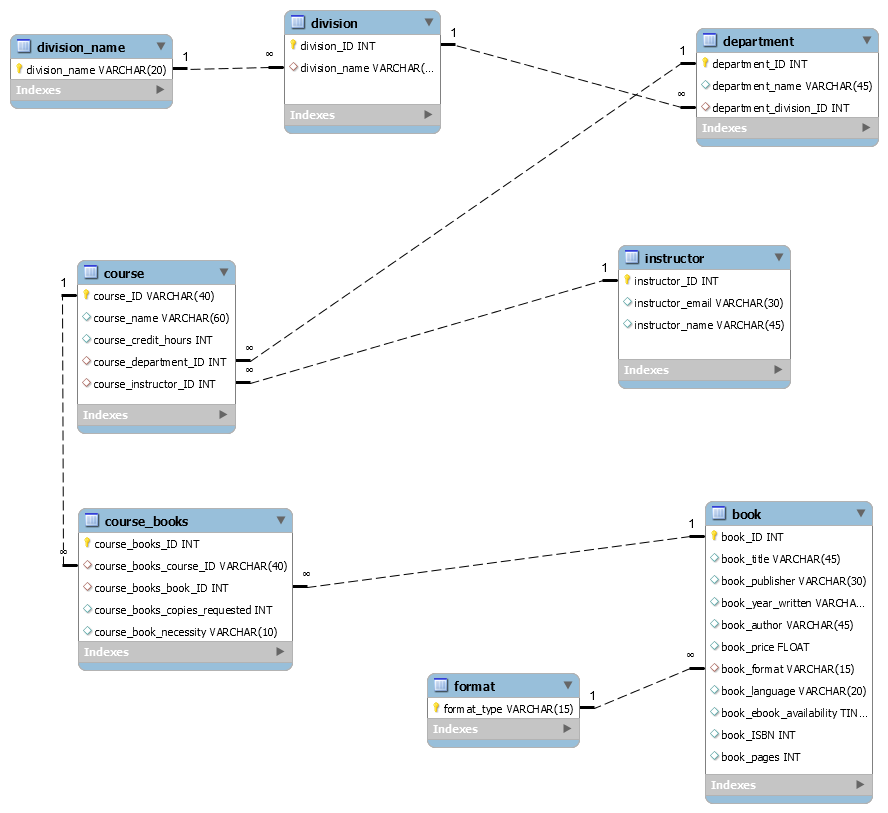 division_name
division_name VARCHAR(20)
Indexes
1
∞
division
division_ID INT
division_name VARCHAR(...
Indexes
1
∞
1
department
department_ID INT
department_name VARCHAR(45)
department_division_ID INT
Indexes
1
course
course_ID VARCHAR(40)
course_name VARCHAR(60)
course_credit_hours INT
course_department_ID INT
course_instructor_ID INT
Indexes
∞
∞
1
instructor
instructor_ID INT
instructor_email VARCHAR(30)
instructor_name VARCHAR(45)
Indexes
∞
course_books
course_books_ID INT
course_books_course_ID VARCHAR(40)
course_books_book_ID INT
course_books_copies_requested INT
course_book_necessity VARCHAR(10)
Indexes
∞
1
format
format_type VARCHAR(15)
Indexes
1
∞
book
book_ID INT
book_title VARCHAR(45)
book_publisher VARCHAR(30)
book_year_written VARCHA...
book_author VARCHAR(45)
book_price FLOAT
book_format VARCHAR(15)
book_language VARCHAR(20)
book_ebook_availability TIN...
book_ISBN INT
book_pages INT
Indexes